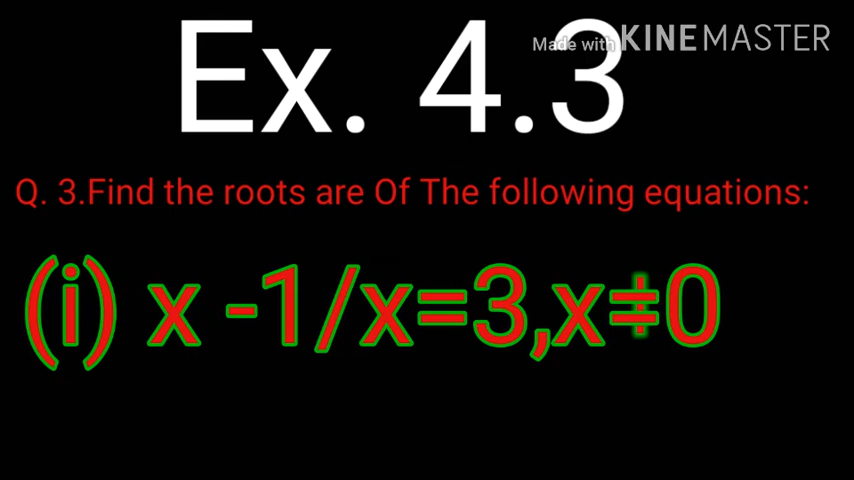 Ex. 4.3
Made with KINEMASTER
Q. 3.Find the roots are Of The following equations:
(i) x -1/x=3,x≠0